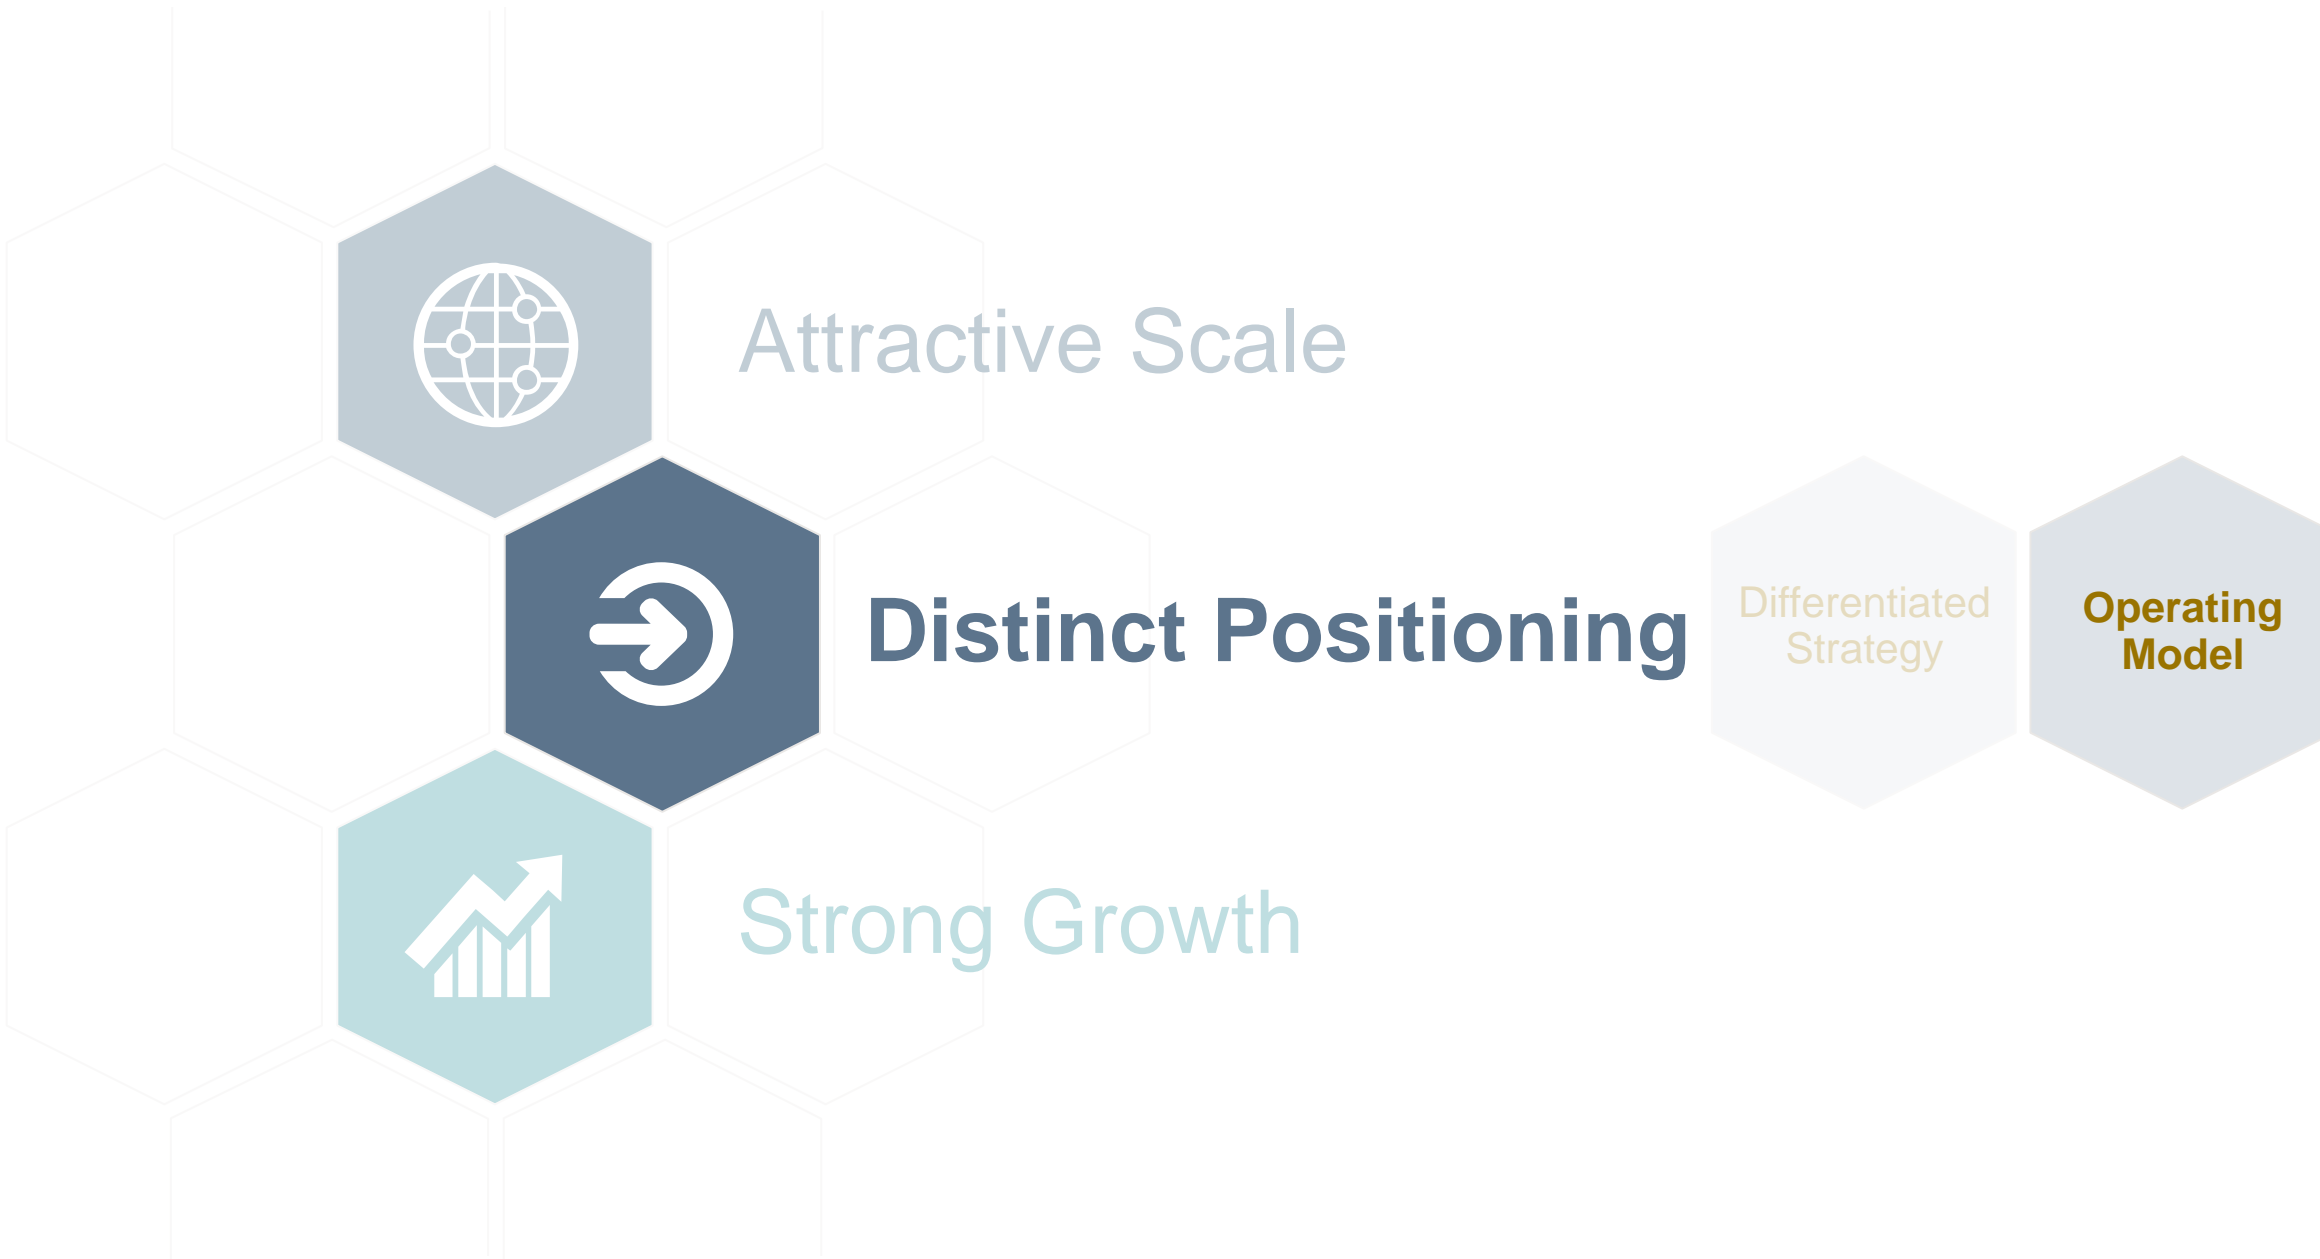 Attractive Scale
Distinct Positioning
Differentiated
Strategy
Operating
Model
Strong Growth